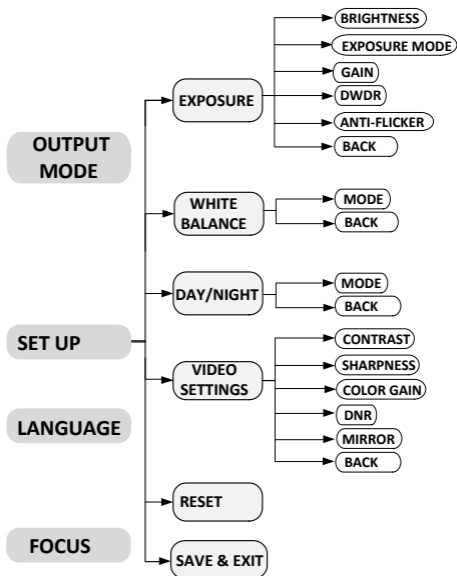 OUTPUT
MODE
SET UP
LANGUAGE
FOCUS
EXPOSURE
BRIGHTNESS
EXPOSURE MODE
GAIN
DWDR
ANTI-FLICKER
BACK
WHITE
BALANCE
MODE
BACK
DAY/NIGHT
MODE
BACK
VIDEO
SETTINGS
CONTRAST
SHARPNESS
COLOR GAIN
DNR
MIRROR
BACK
RESET
SAVE & EXIT